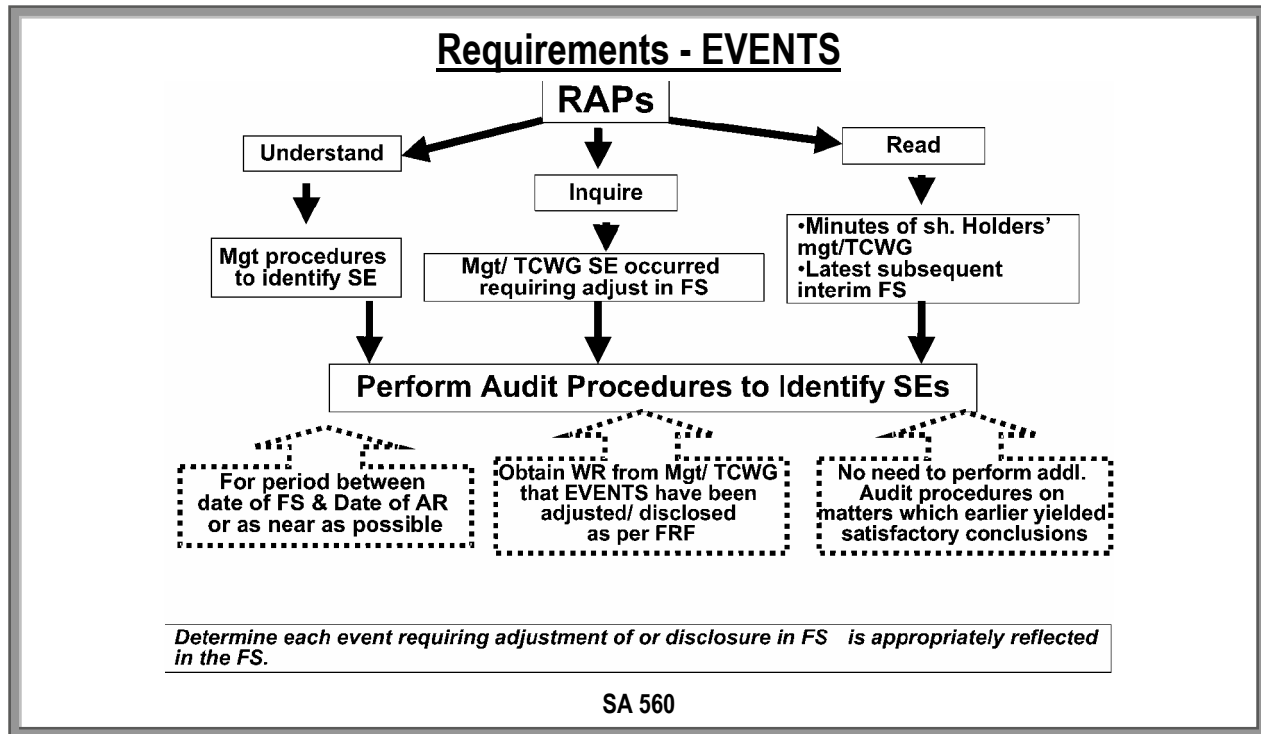 Requirements - EVENTS
RAPs
Understand
Inquire
Read
Mgt procedures
to identify SE
Mgt/ TCWG SE occurred
requiring adjust in FS
•Minutes of sh. Holders'
mgt/TCWG
•Latest subsequent
interim FS
Perform Audit Procedures to Identify SEs
For period between
date of FS & Date of AR
or as near as possible
Obtain WR from Mgt/ TCWG
that EVENTS have been
adjusted/ disclosed
as per FRF
No need to perform addl.
Audit procedures on
matters which earlier yielded
satisfactory conclusions
Determine each event requiring adjustment of or disclosure in FS is appropriately reflected
in the FS.
SA 560